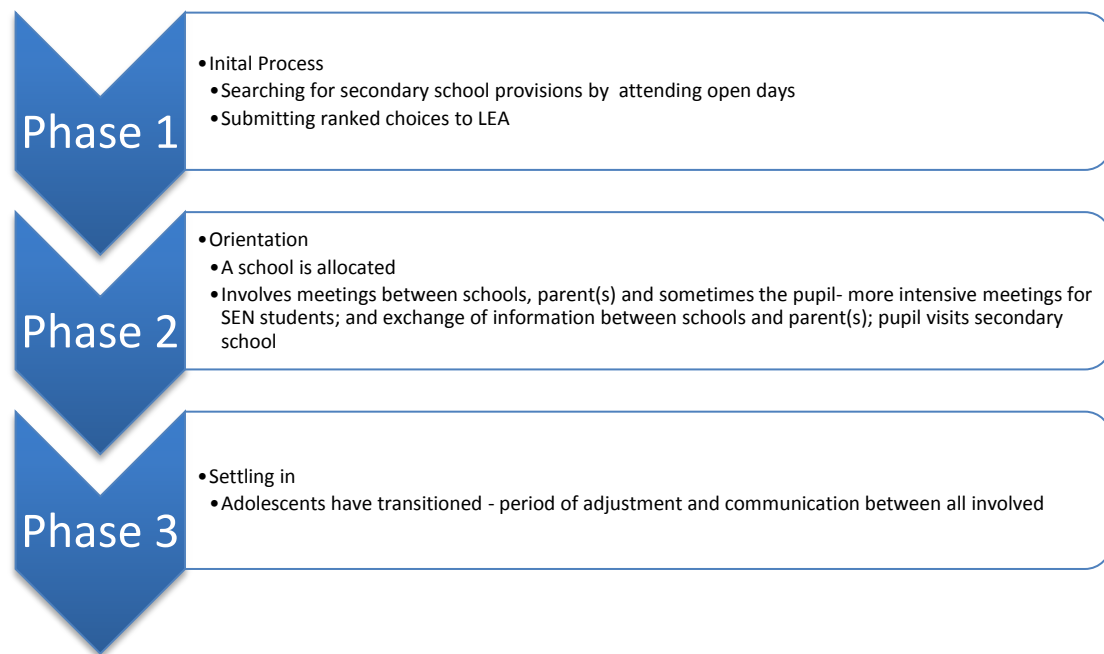 Phase 1
•Inital Process
•Searching for secondary school provisions by attending open days
•Submitting ranked choices to LEA
Phase 2
•Orientation
•A school is allocated
•Involves meetings between schools, parent(s) and sometimes the pupil- more intensive meetings for
SEN students; and exchange of information between schools and parent(s); pupil visits secondary
school
Phase 3
•Settling in
•Adolescents have transitioned - period of adjustment and communication between all involved